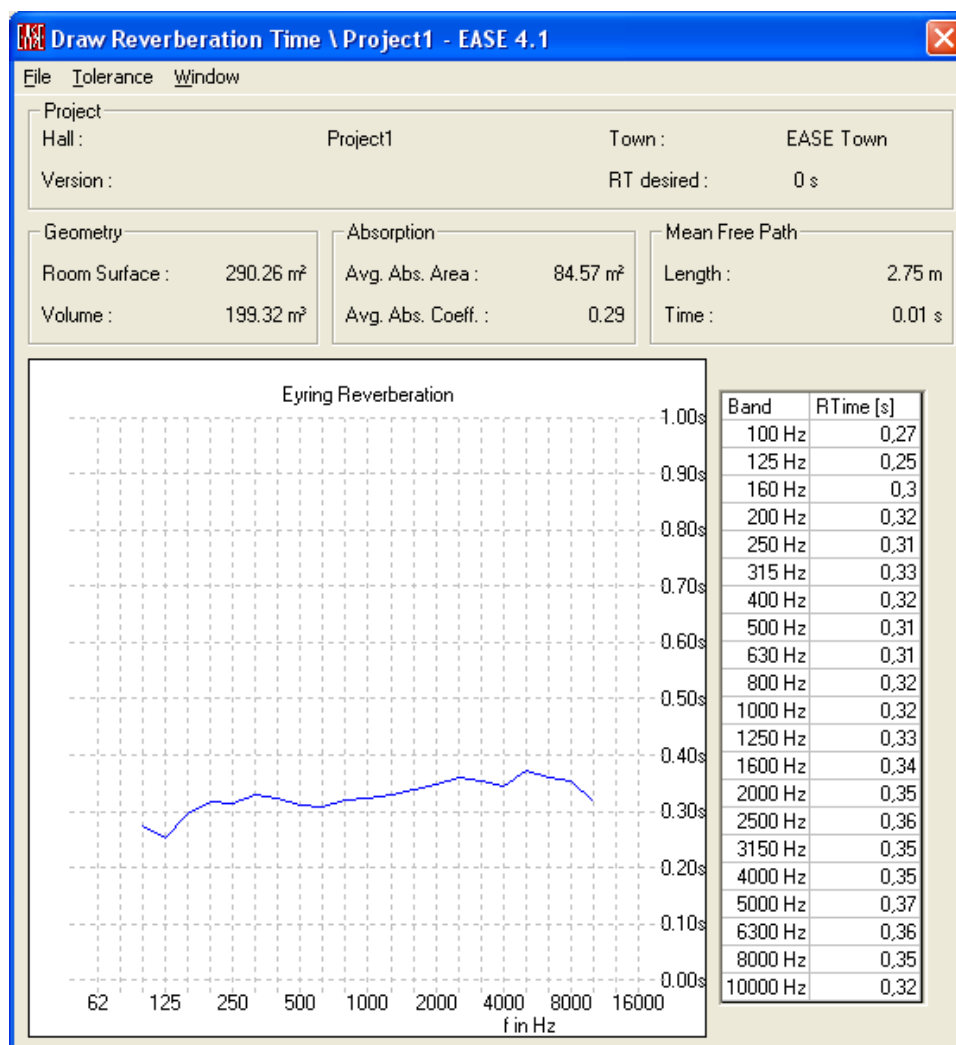 EASE Draw Reverberation Time \ Project1 - EASE 4.1
File Tolerance Window
Project
Hall : Project1 Town : EASE Town
Version : RT desired : 0 s
Geometry Absorption Mean Free Path
Room Surface : 290.26 m² Avg. Abs. Area : 84.57 m² Length : 2.75 m
Volume : 199.32 m³ Avg. Abs. Coeff. : 0.29 Time : 0.01 s
Eyring Reverberation
1.00s
0.90s
0.80s
0.70s
0.60s
0.50s
0.40s
0.30s
0.20s
0.10s
0.00s
62 125 250 500 1000 2000 4000 8000 16000
f in Hz
Band RTime [s]
100 Hz 0,27
125 Hz 0,25
160 Hz 0,3
200 Hz 0,32
250 Hz 0,31
315 Hz 0,33
400 Hz 0,32
500 Hz 0,31
630 Hz 0,31
800 Hz 0,32
1000 Hz 0,32
1250 Hz 0,33
1600 Hz 0,34
2000 Hz 0,35
2500 Hz 0,36
3150 Hz 0,35
4000 Hz 0,35
5000 Hz 0,37
6300 Hz 0,36
8000 Hz 0,35
10000 Hz 0,32